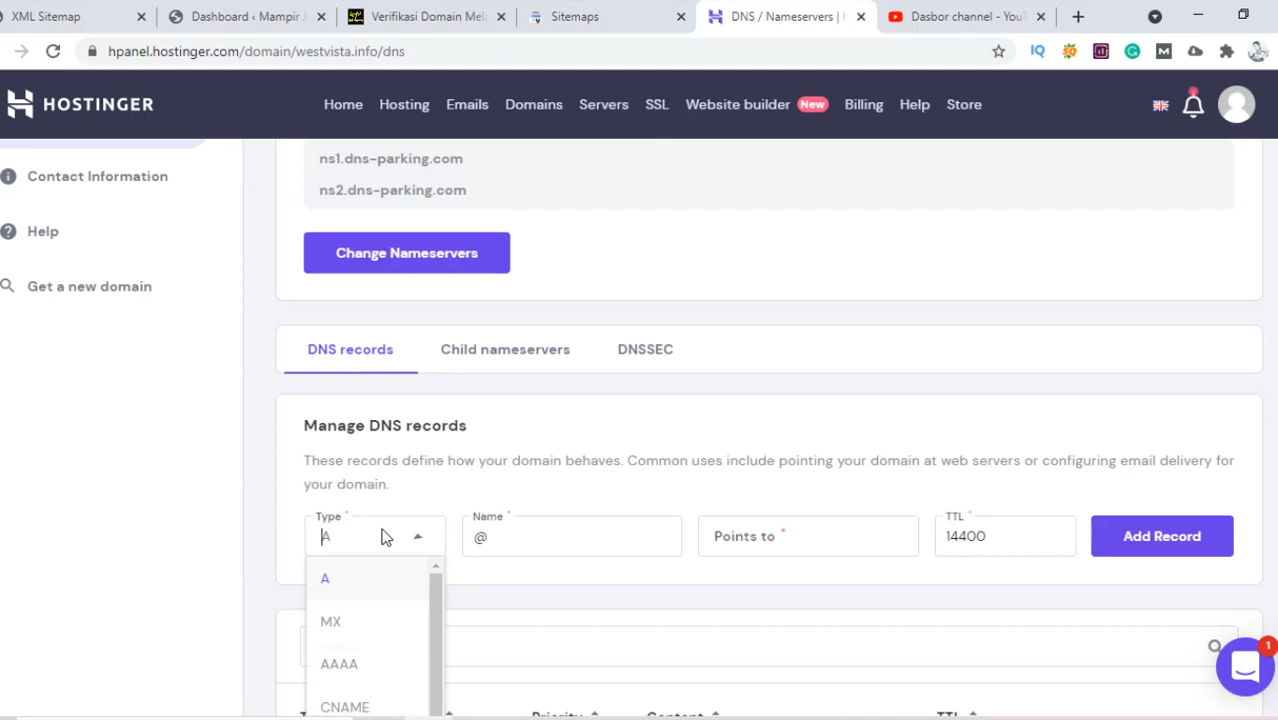 XML Sitemap
Dashboard ‹ Mampir J
Verifikasi Domain Mel
Sitemaps
DNS / Nameservers | H
Dasbor channel - YouT
hpanel.hostinger.com/domain/westvista.info/dns
HOSTINGER
Home Hosting Emails Domains Servers SSL Website builder New Billing Help Store
Contact Information
Help
Get a new domain
ns1.dns-parking.com
ns2.dns-parking.com
Change Nameservers
DNS records Child nameservers DNSSEC
Manage DNS records
These records define how your domain behaves. Common uses include pointing your domain at web servers or configuring email delivery for
your domain.
Type * Name * TTL *
A @ Points to * 14400 Add Record
A
MX
AAAA
CNAME
1
Priority Content TTL